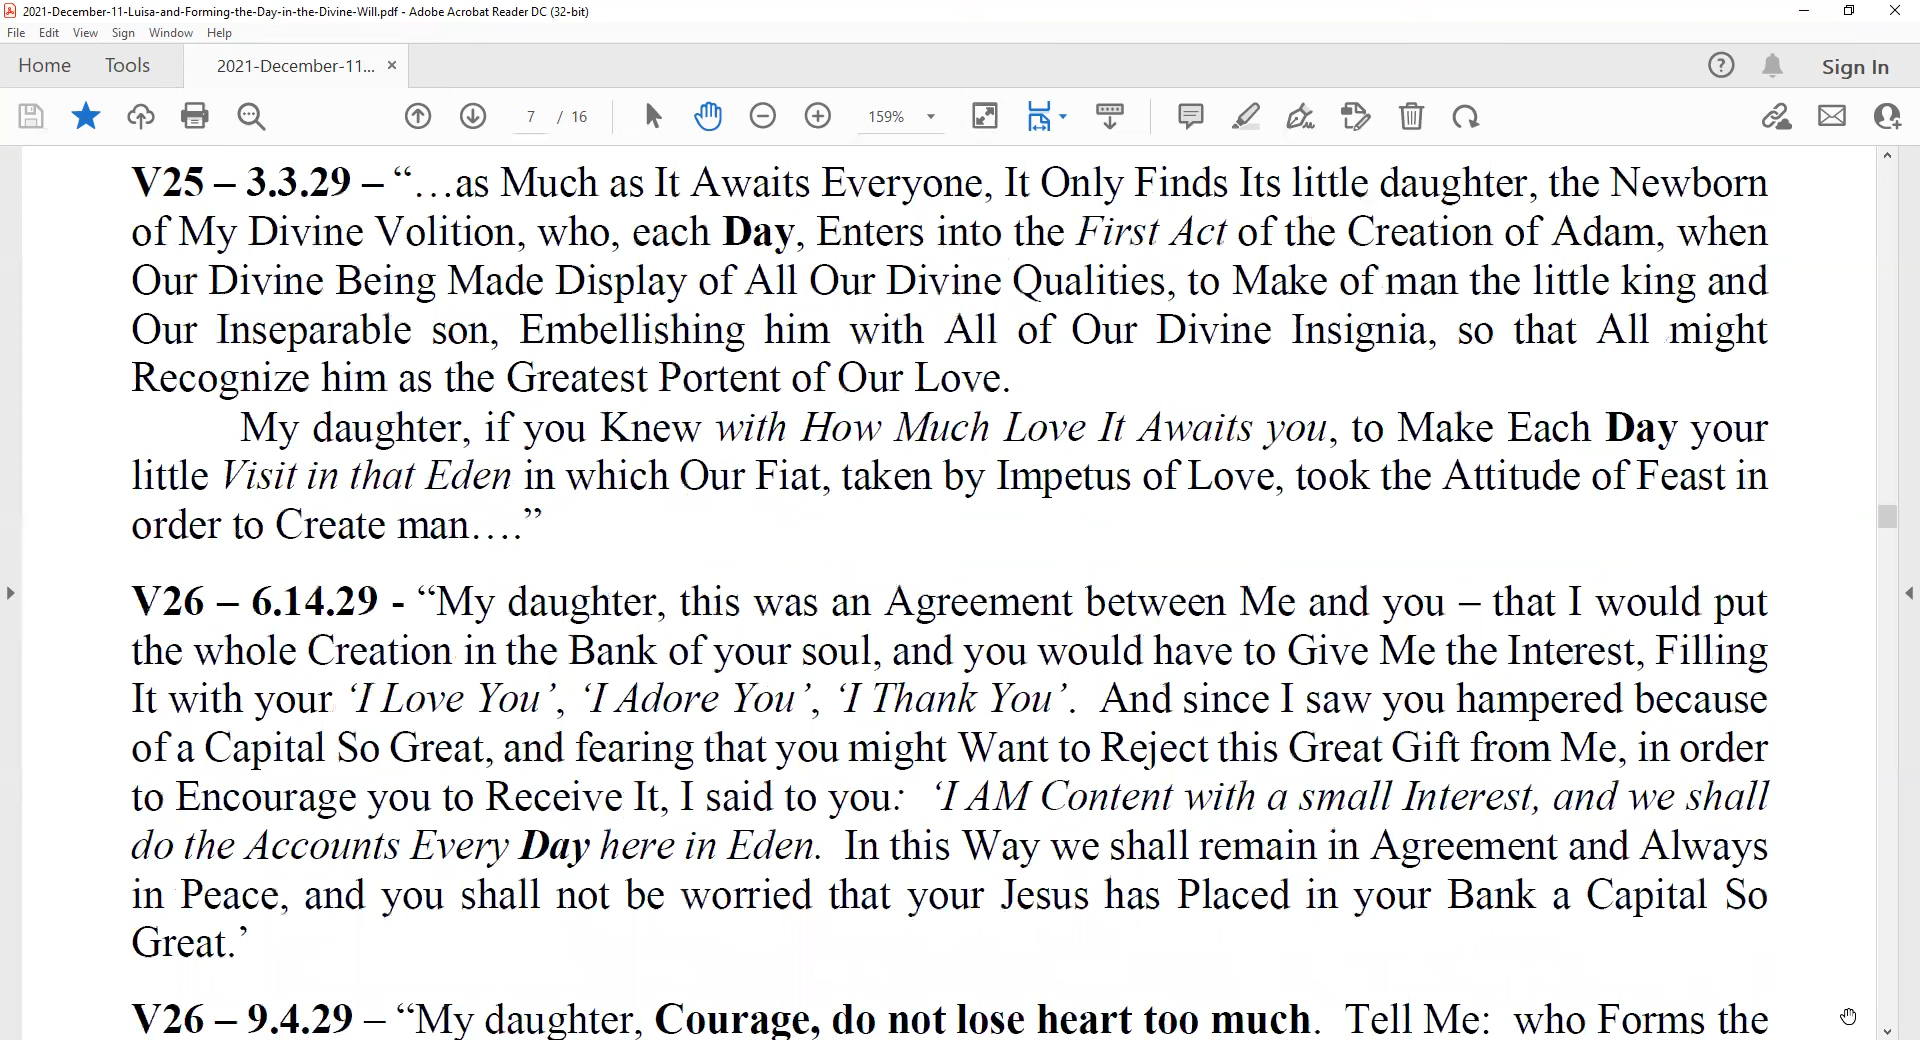 2021-December-11-Luisa-and-Forming-the-Day-in-the-Divine-Will.pdf - Adobe Acrobat Reader DC (32-bit)
File Edit View Sign Window Help
Home Tools 2021-December-11... × Sign In
7 / 16 159%
V25 – 3.3.29 – “…as Much as It Awaits Everyone, It Only Finds Its little daughter, the Newborn
of My Divine Volition, who, each Day, Enters into the First Act of the Creation of Adam, when
Our Divine Being Made Display of All Our Divine Qualities, to Make of man the little king and
Our Inseparable son, Embellishing him with All of Our Divine Insignia, so that All might
Recognize him as the Greatest Portent of Our Love.
My daughter, if you Knew with How Much Love It Awaits you, to Make Each Day your
little Visit in that Eden in which Our Fiat, taken by Impetus of Love, took the Attitude of Feast in
order to Create man….”
V26 – 6.14.29 - “My daughter, this was an Agreement between Me and you – that I would put
the whole Creation in the Bank of your soul, and you would have to Give Me the Interest, Filling
It with your ‘I Love You’, ‘I Adore You’, ‘I Thank You’. And since I saw you hampered because
of a Capital So Great, and fearing that you might Want to Reject this Great Gift from Me, in order
to Encourage you to Receive It, I said to you: ‘I AM Content with a small Interest, and we shall
do the Accounts Every Day here in Eden. In this Way we shall remain in Agreement and Always
in Peace, and you shall not be worried that your Jesus has Placed in your Bank a Capital So
Great.’
V26 – 9.4.29 – “My daughter, Courage, do not lose heart too much. Tell Me: who Forms the